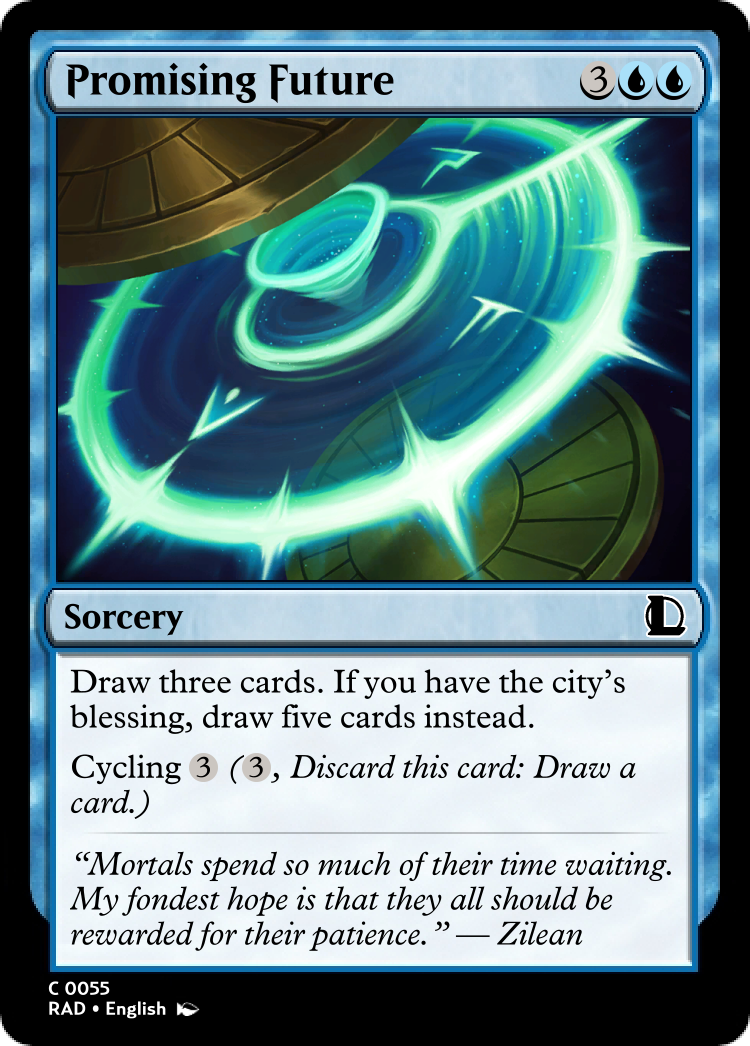 Promising Future 3
Sorcery
Draw three cards. If you have the city's
blessing, draw five cards instead.
Cycling 3 (3, Discard this card: Draw a
card.)
“Mortals spend so much of their time waiting.
My fondest hope is that they all should be
rewarded for their patience.” — Zilean
C 0055
RAD • English